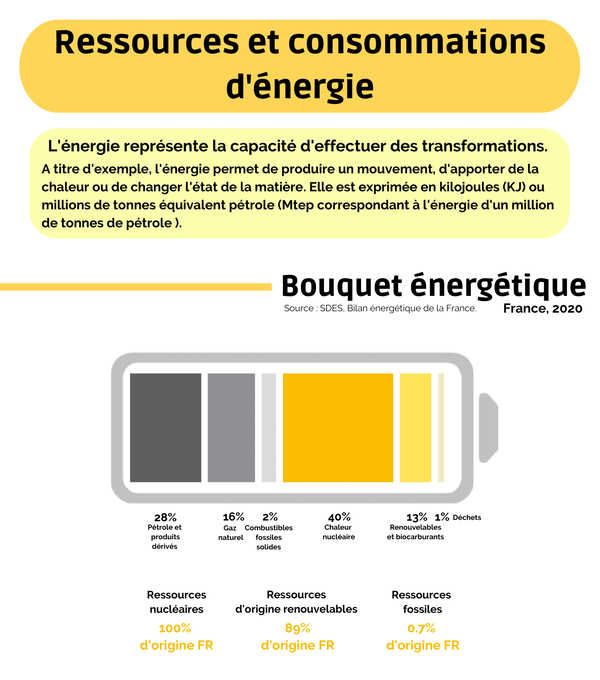 Ressources et consommations
d'énergie
L'énergie représente la capacité d'effectuer des transformations.
A titre d'exemple, l'énergie permet de produire un mouvement, d'apporter de la
chaleur ou de changer l'état de la matière. Elle est exprimée en kilojoules (KJ) ou
millions de tonnes équivalent pétrole (Mtep correspondant à l'énergie d'un million
de tonnes de pétrole ).
Bouquet énergétique
Source : SDES, Bilan énergétique de la France.
France, 2020
28%
Pétrole et
produits
dérivés
16%
Gaz
naturel
2%
Combustibles
fossiles
solides
40%
Chaleur
nucléaire
13%
Renouvelables
et biocarburants
1% Déchets
Ressources
nucléaires
100%
d'origine FR
Ressources
d'origine renouvelables
89%
d'origine FR
Ressources
fossiles
0.7%
d'origine FR